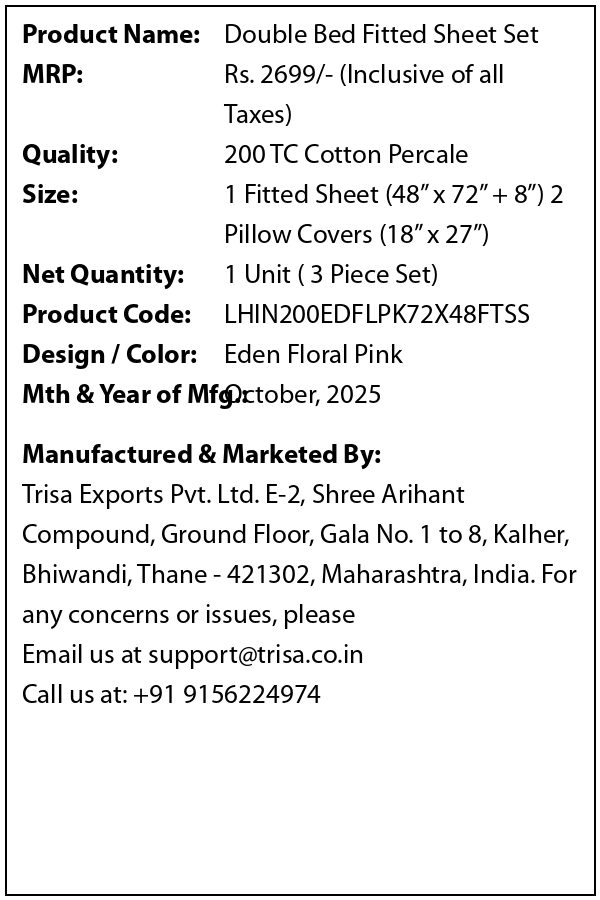 Product Name: Double Bed Fitted Sheet Set
MRP: Rs. 2699/- (Inclusive of all
Taxes)
Quality: 200 TC Cotton Percale
Size: 1 Fitted Sheet (48” x 72” + 8”) 2
Pillow Covers (18” x 27”)
Net Quantity: 1 Unit ( 3 Piece Set)
Product Code: LHIN200EDFLPK72X48FTSS
Design / Color: Eden Floral Pink
Mth & Year of Mfg.: October, 2025
Manufactured & Marketed By:
Trisa Exports Pvt. Ltd. E-2, Shree Arihant
Compound, Ground Floor, Gala No. 1 to 8, Kalher,
Bhiwandi, Thane - 421302, Maharashtra, India. For
any concerns or issues, please
Email us at support@trisa.co.in
Call us at: +91 9156224974